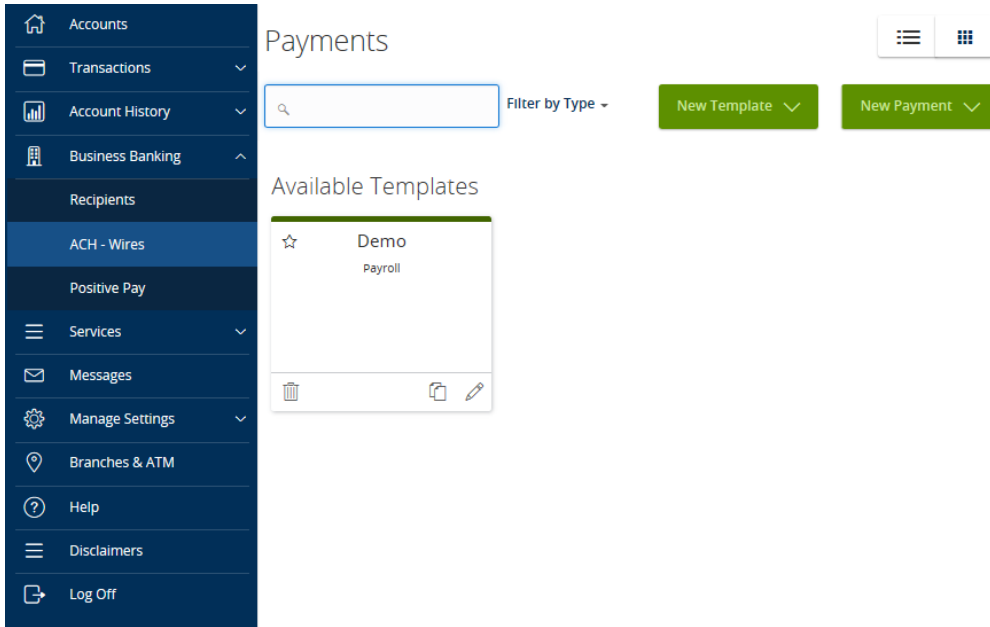 Accounts
Transactions
Account History
Business Banking
Recipients
ACH - Wires
Positive Pay
Services
Messages
Manage Settings
Branches & ATM
Help
Disclaimers
Log Off
Payments
Filter by Type
New Template
New Payment
Available Templates
Demo
Payroll